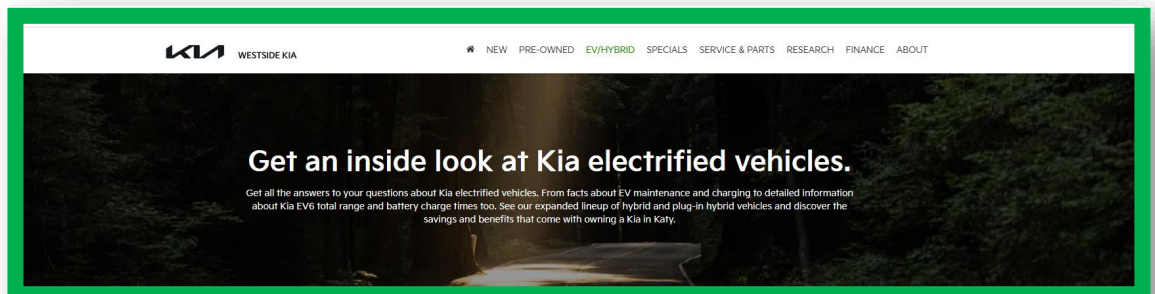 KIA WESTSIDE KIA NEW PRE-OWNED EV/HYBRID SPECIALS SERVICE & PARTS RESEARCH FINANCE ABOUT
Get an inside look at Kia electrified vehicles.
Get all the answers to your questions about Kia electrified vehicles. From facts about EV maintenance and charging to detailed information
about Kia EV6 total range and battery charge times too. See our expanded lineup of hybrid and plug-in hybrid vehicles and discover the
savings and benefits that come with owning a Kia in Katy.